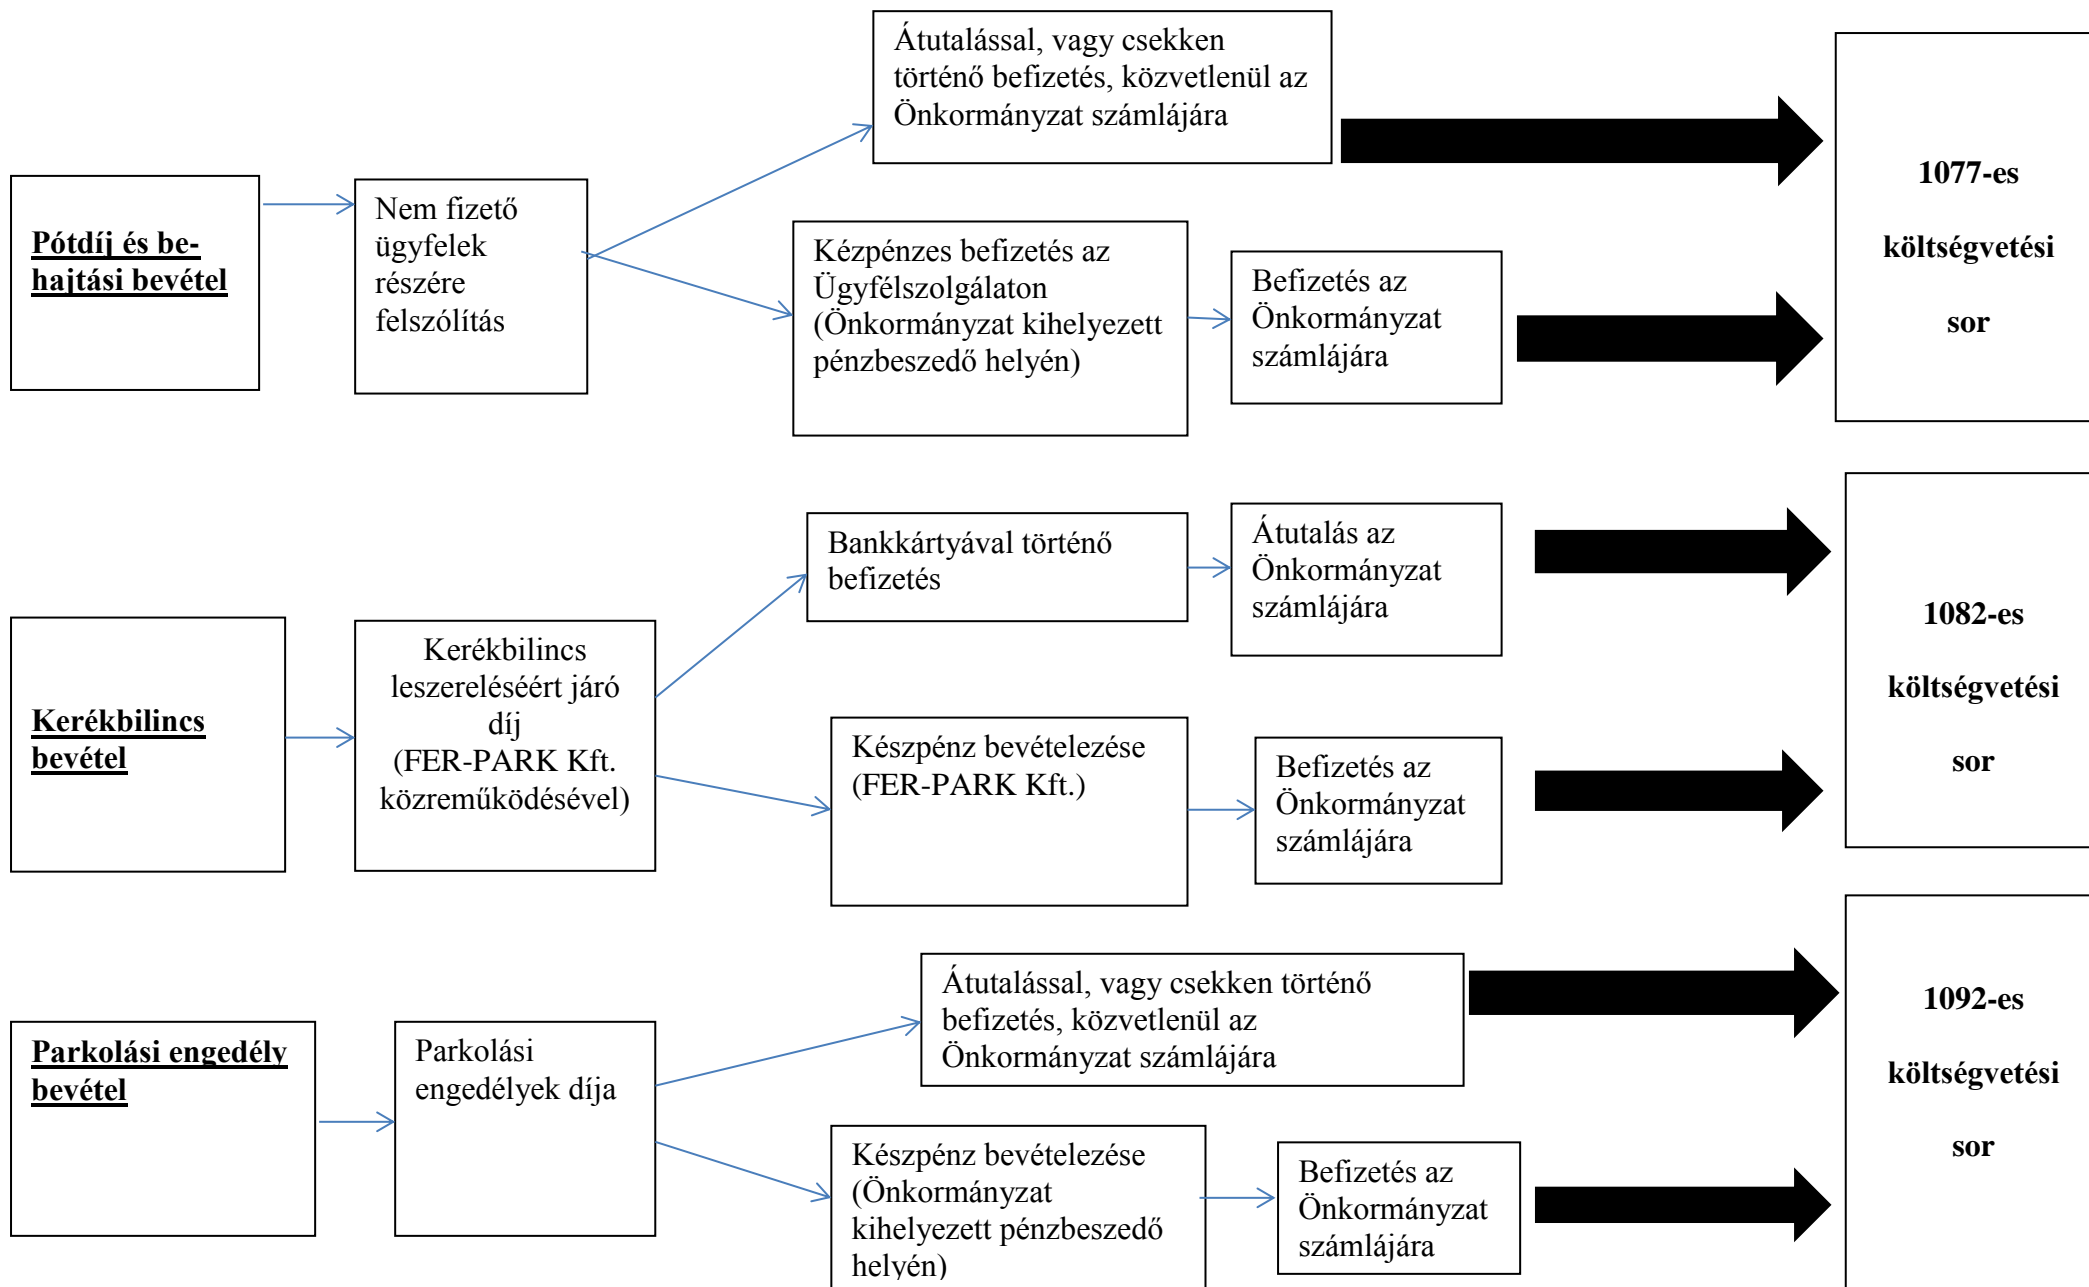 Pótdíj és be-
hajtási bevétel
Nem fizető
ügyfelek
részére
felszólítás
Átutalással, vagy csekken
történő befizetés, közvetlenül az
Önkormányzat számlájára
Kézpénzes befizetés az
Ügyfélszolgálaton
(Önkormányzat kihelyezett
pénzbeszedő helyén)
Befizetés az
Önkormányzat
számlájára
1077-es
költségvetési
sor
Kerékbilincs
bevétel
Kerékbilincs
leszereléséért járó
díj
(FER-PARK Kft.
közreműködésével)
Bankkártyával történő
befizetés
Átutalás az
Önkormányzat
számlájára
Készpénz bevételezése
(FER-PARK Kft.)
Befizetés az
Önkormányzat
számlájára
1082-es
költségvetési
sor
Parkolási engedély
bevétel
Parkolási
engedélyek díja
Átutalással, vagy csekken történő
befizetés, közvetlenül az
Önkormányzat számlájára
Készpénz bevételezése
(Önkormányzat
kihelyezett pénzbeszedő
helyén)
Befizetés az
Önkormányzat
számlájára
1092-es
költségvetési
sor